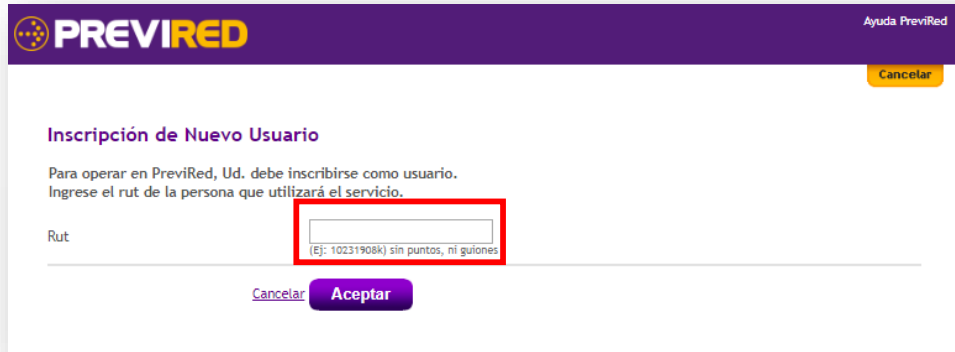 PREVIRED
Ayuda PreviRed
Cancelar
Inscripción de Nuevo Usuario
Para operar en PreviRed, Ud. debe inscribirse como usuario.
Ingrese el rut de la persona que utilizará el servicio.
Rut
(Ej: 10231908k) sin puntos, ni guiones
Cancelar Aceptar